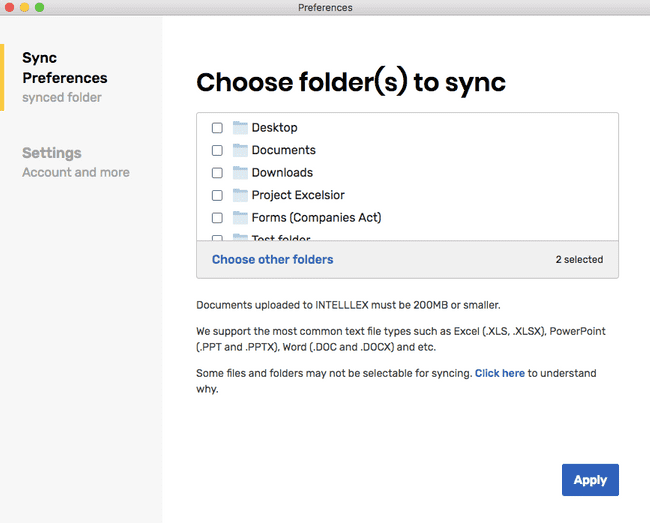 Preferences
Sync
Preferences
synced folder
Settings
Account and more
Choose folder(s) to sync
Desktop
Documents
Downloads
Project Excelsior
Forms (Companies Act)
Test folder
Choose other folders
2 selected
Documents uploaded to INTELLLEX must be 200MB or smaller.
We support the most common text file types such as Excel (.XLS, .XLSX), PowerPoint
(.PPT and .PPTX), Word (.DOC and .DOCX) and etc.
Some files and folders may not be selectable for syncing. Click here to understand
why.
Apply